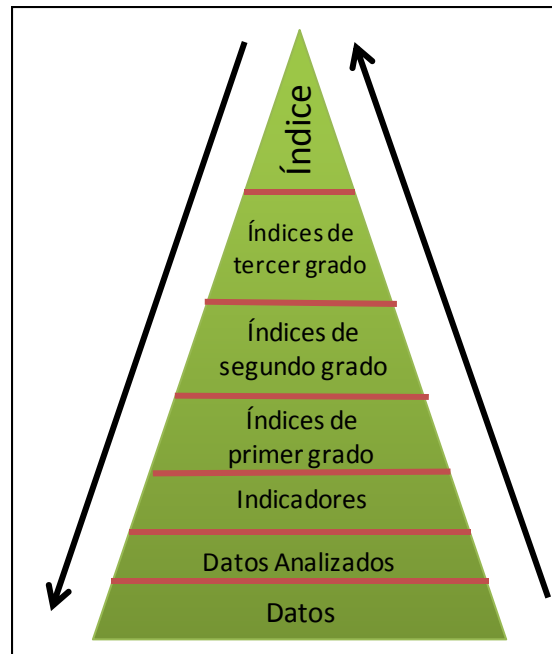 Índice
Índices de
tercer grado
Índices de
segundo grado
Índices de
primer grado
Indicadores
Datos Analizados
Datos